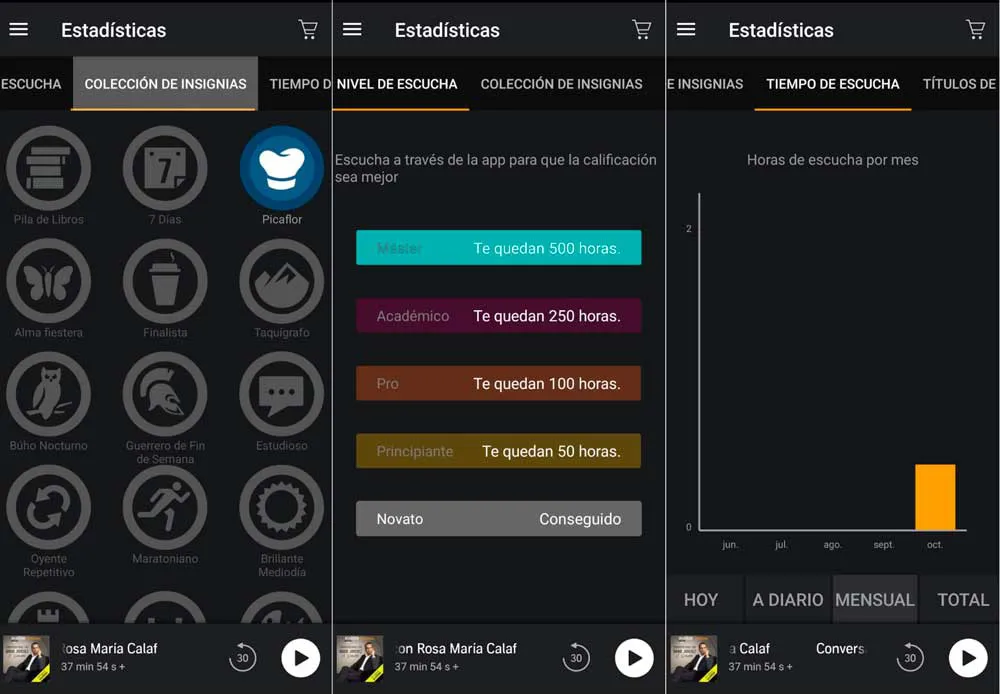 Estadísticas
ESCUCHA
COLECCIÓN DE INSIGNIAS
TIEMPO D
7
Pila de Libros
7 Días
Picaflor
Alma fiestera
Finalista
Taquigrafo
Búho Nocturno
Guerrero de Fin
de Semana
Estudioso
Oyente
Repetitivo
Maratoniano
Brillante
Mediodía
osa María Calaf
37 min 54 s +
30
Estadísticas
NIVEL DE ESCUCHA
COLECCIÓN DE INSIGNIAS
Escucha a través de la app para que la calificación
sea mejor
Máster Te quedan 500 horas.
Académico Te quedan 250 horas.
Pro Te quedan 100 horas.
Principiante Te quedan 50 horas.
Novato Conseguido
on Rosa María Calaf
37 min 54 s +
30
Estadísticas
E INSIGNIAS
TIEMPO DE ESCUCHA
TÍTULOS DE
Horas de escucha por mes
2
0
jun. jul. ago. sept. oct.
HOY A DIARIO MENSUAL TOTAL
a Calaf Convers
37 min 54 s +
30